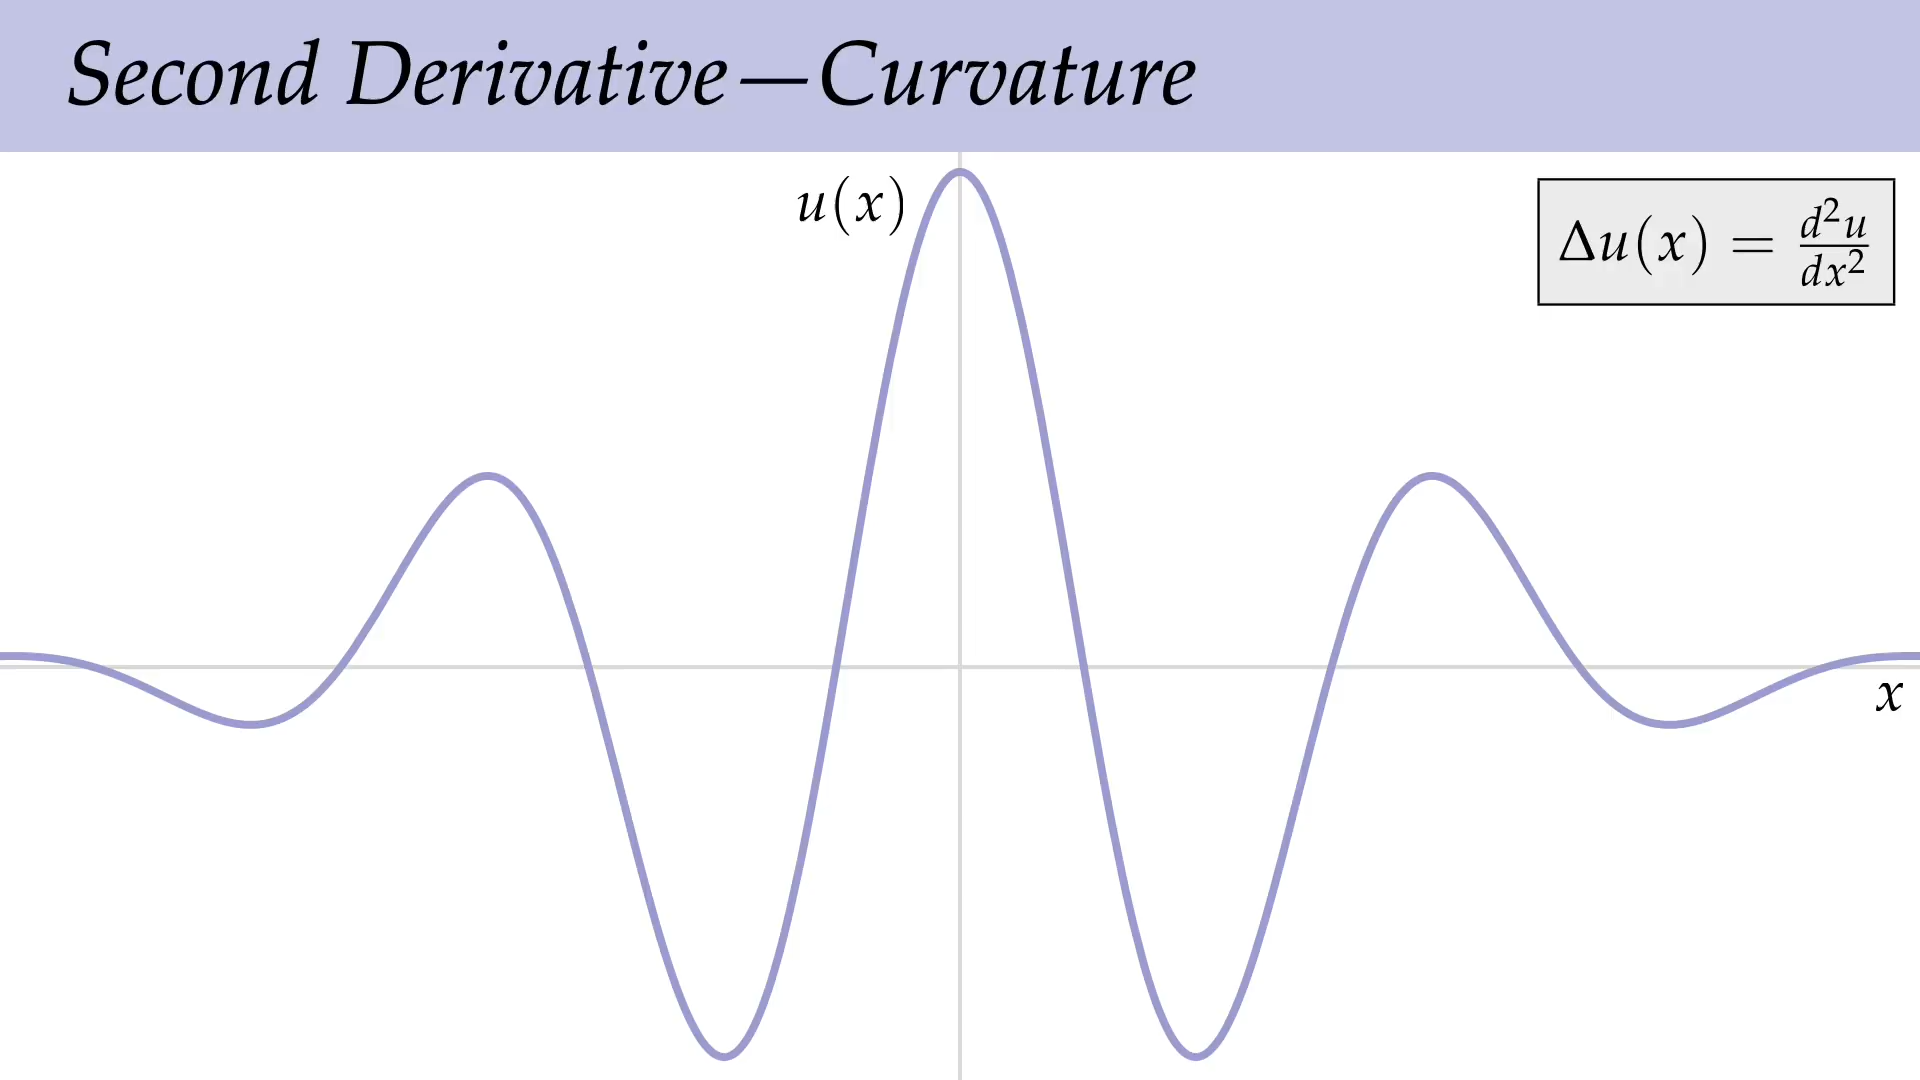 Second Derivative—Curvature
u(x)
Δu(x) = d²u/dx²
x